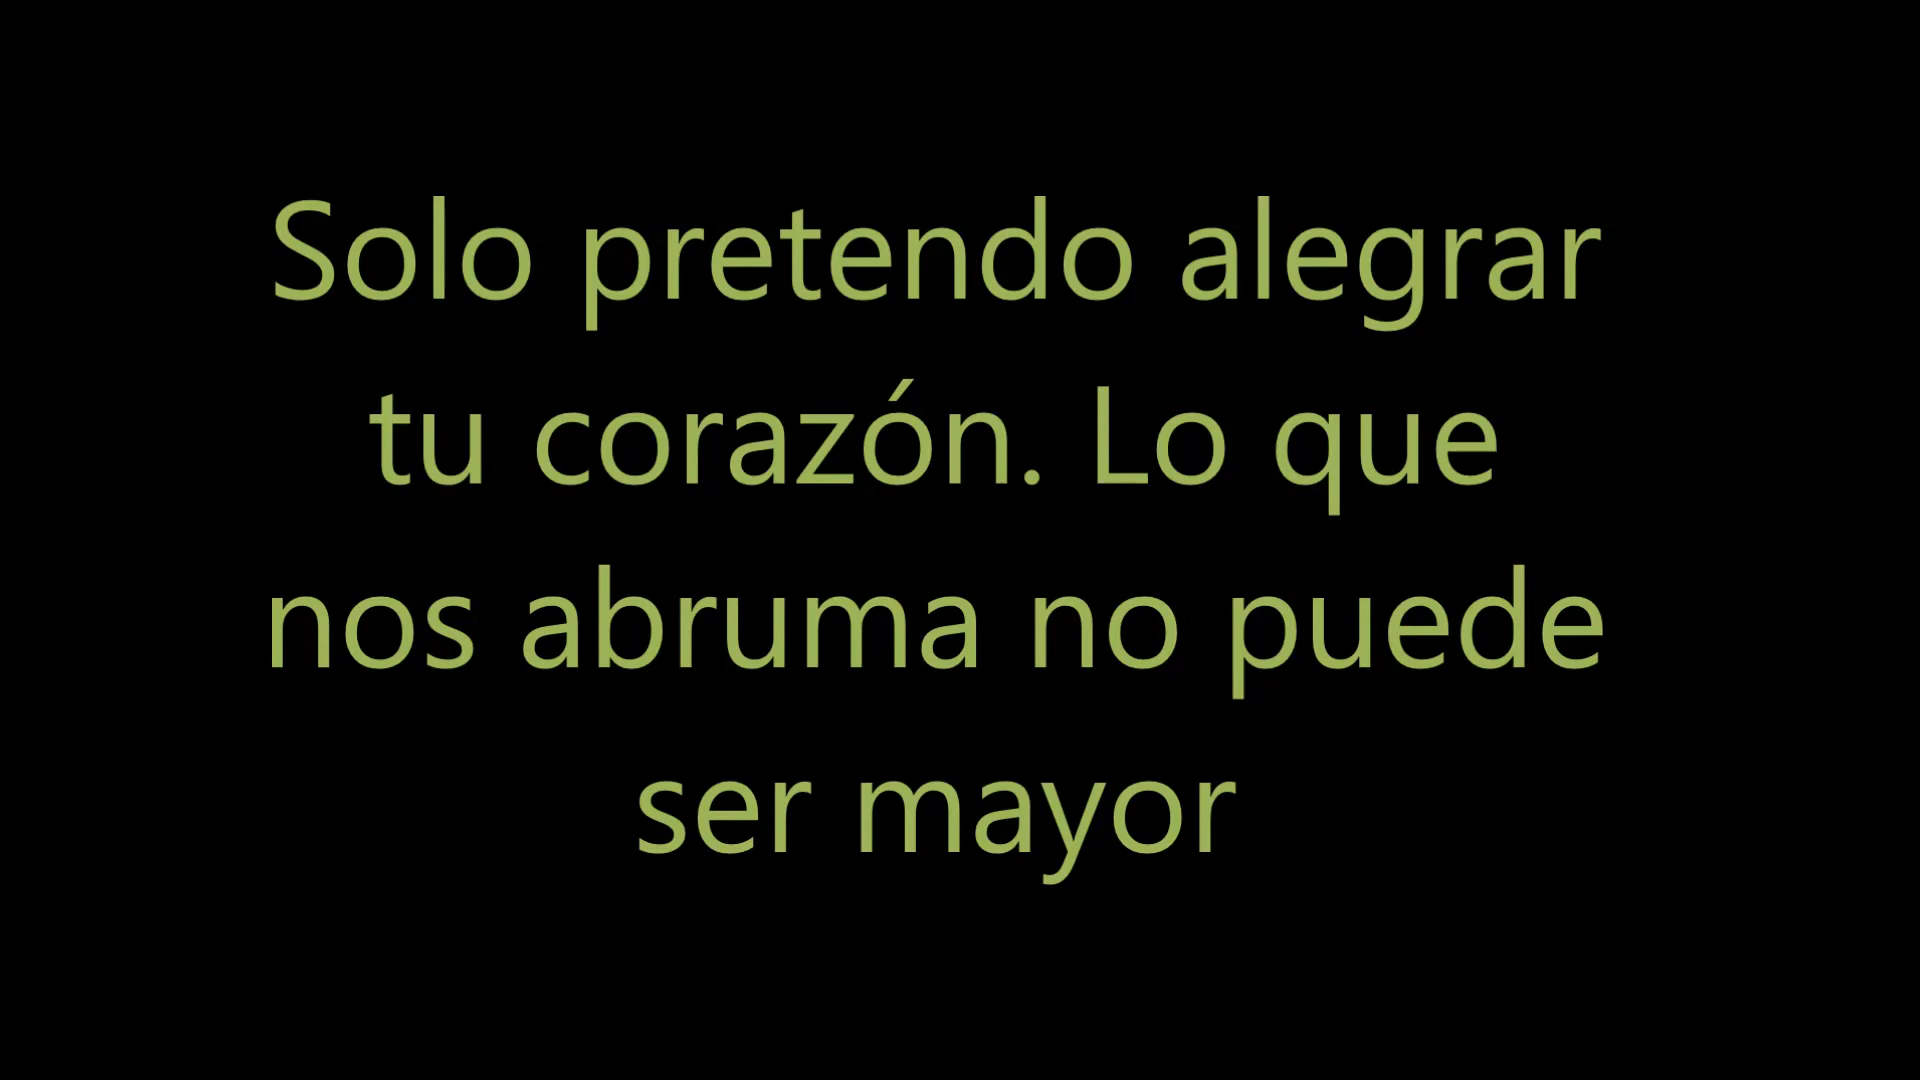 Solo pretendo alegrar
tu corazón. Lo que
nos abruma no puede
ser mayor